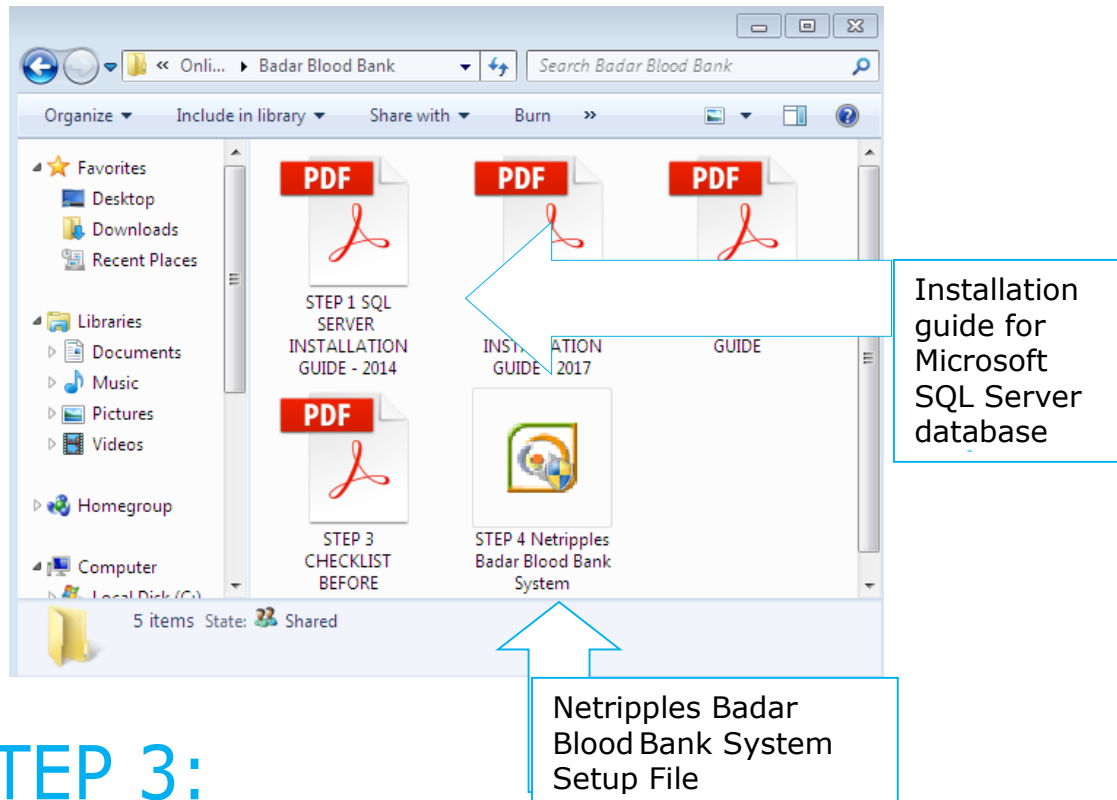 « Onli... ▸ Badar Blood Bank
Search Badar Blood Bank
Organize Include in library Share with Burn »
Favorites
Desktop
Downloads
Recent Places
Libraries
Documents
Music
Pictures
Videos
Homegroup
Computer
Local Disk (C:)
PDF
STEP 1 SQL
SERVER
INSTALLATION
GUIDE - 2014
PDF
GUIDE - 2017
PDF
GUIDE
PDF
STEP 3
CHECKLIST
BEFORE
STEP 4 Netripples
Badar Blood Bank
System
5 items State: Shared
Installation
guide for
Microsoft
SQL Server
database
Netripples Badar
Blood Bank System
Setup File
TEP 3: